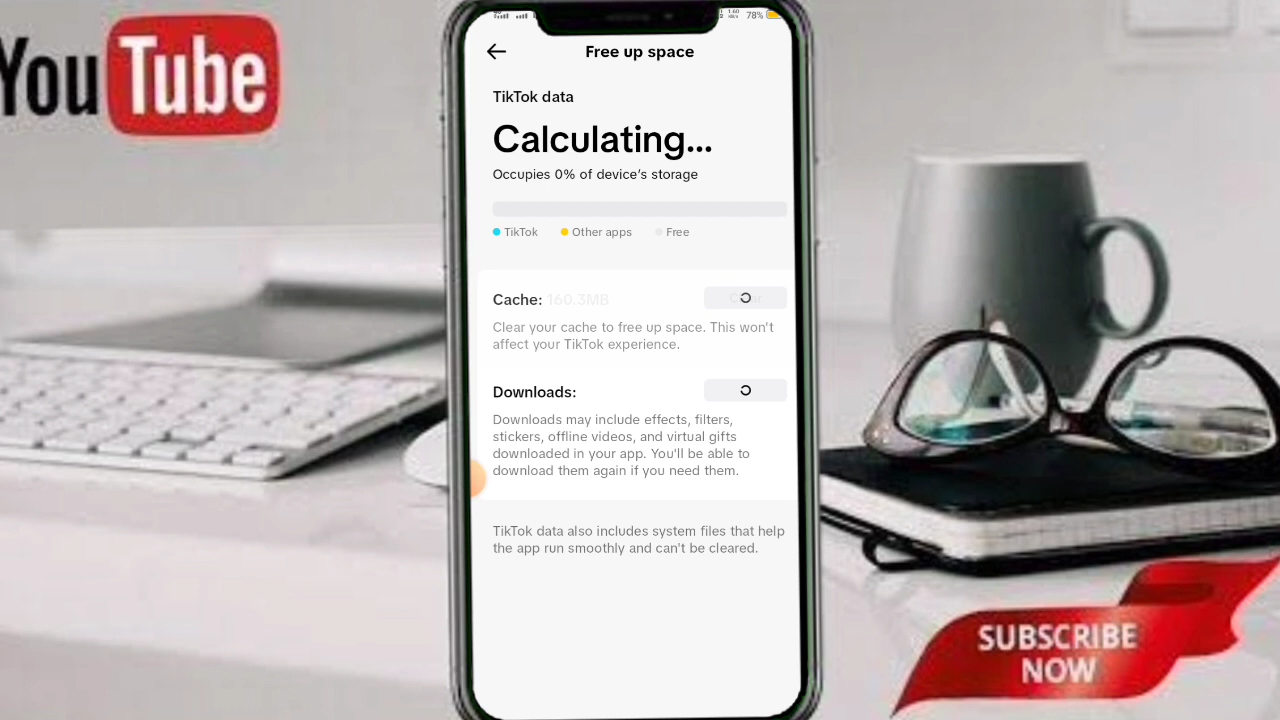 YouTube
78%
Free up space
TikTok data
Calculating...
Occupies 0% of device's storage
TikTok
Other apps
Free
Cache: 160.3MB
Clear your cache to free up space. This won't
affect your TikTok experience.
Downloads:
Downloads may include effects, filters,
stickers, offline videos, and virtual gifts
downloaded in your app. You'll be able to
download them again if you need them.
TikTok data also includes system files that help
the app run smoothly and can't be cleared.
SUBSCRIBE
NOW